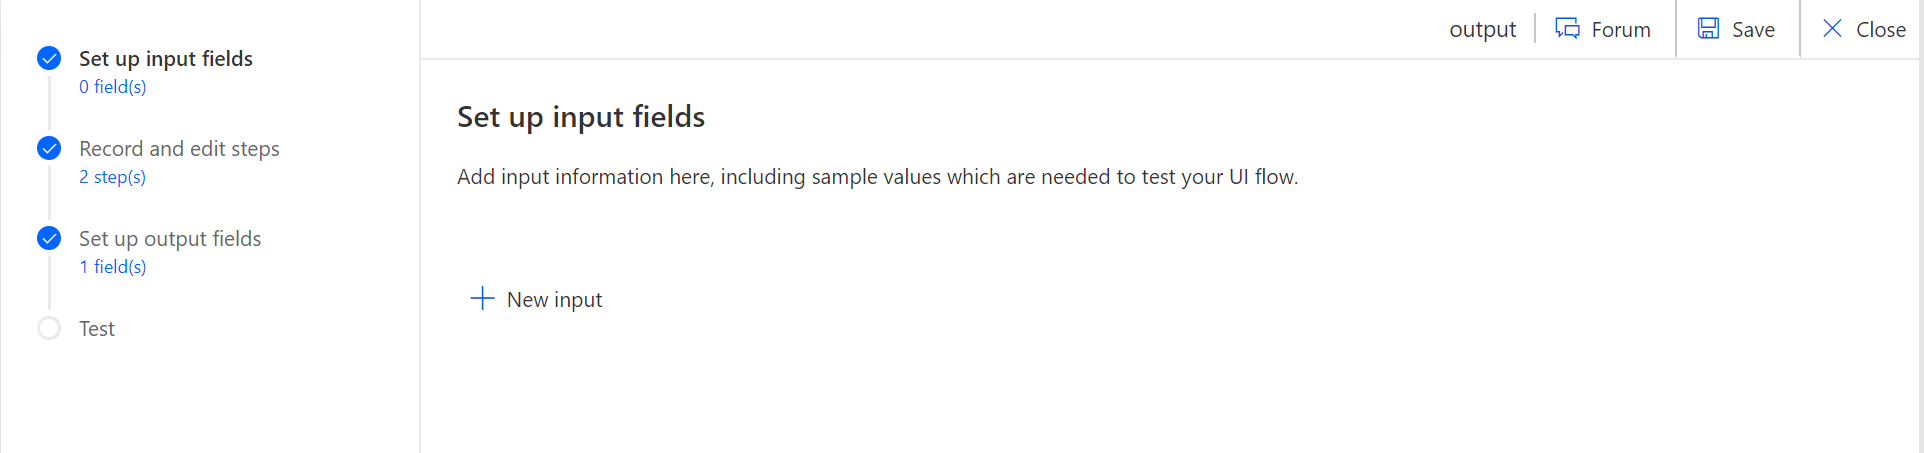 Set up input fields
0 field(s)
Record and edit steps
2 step(s)
Set up output fields
1 field(s)
Test
output
Forum
Save
Close
Set up input fields
Add input information here, including sample values which are needed to test your UI flow.
New input